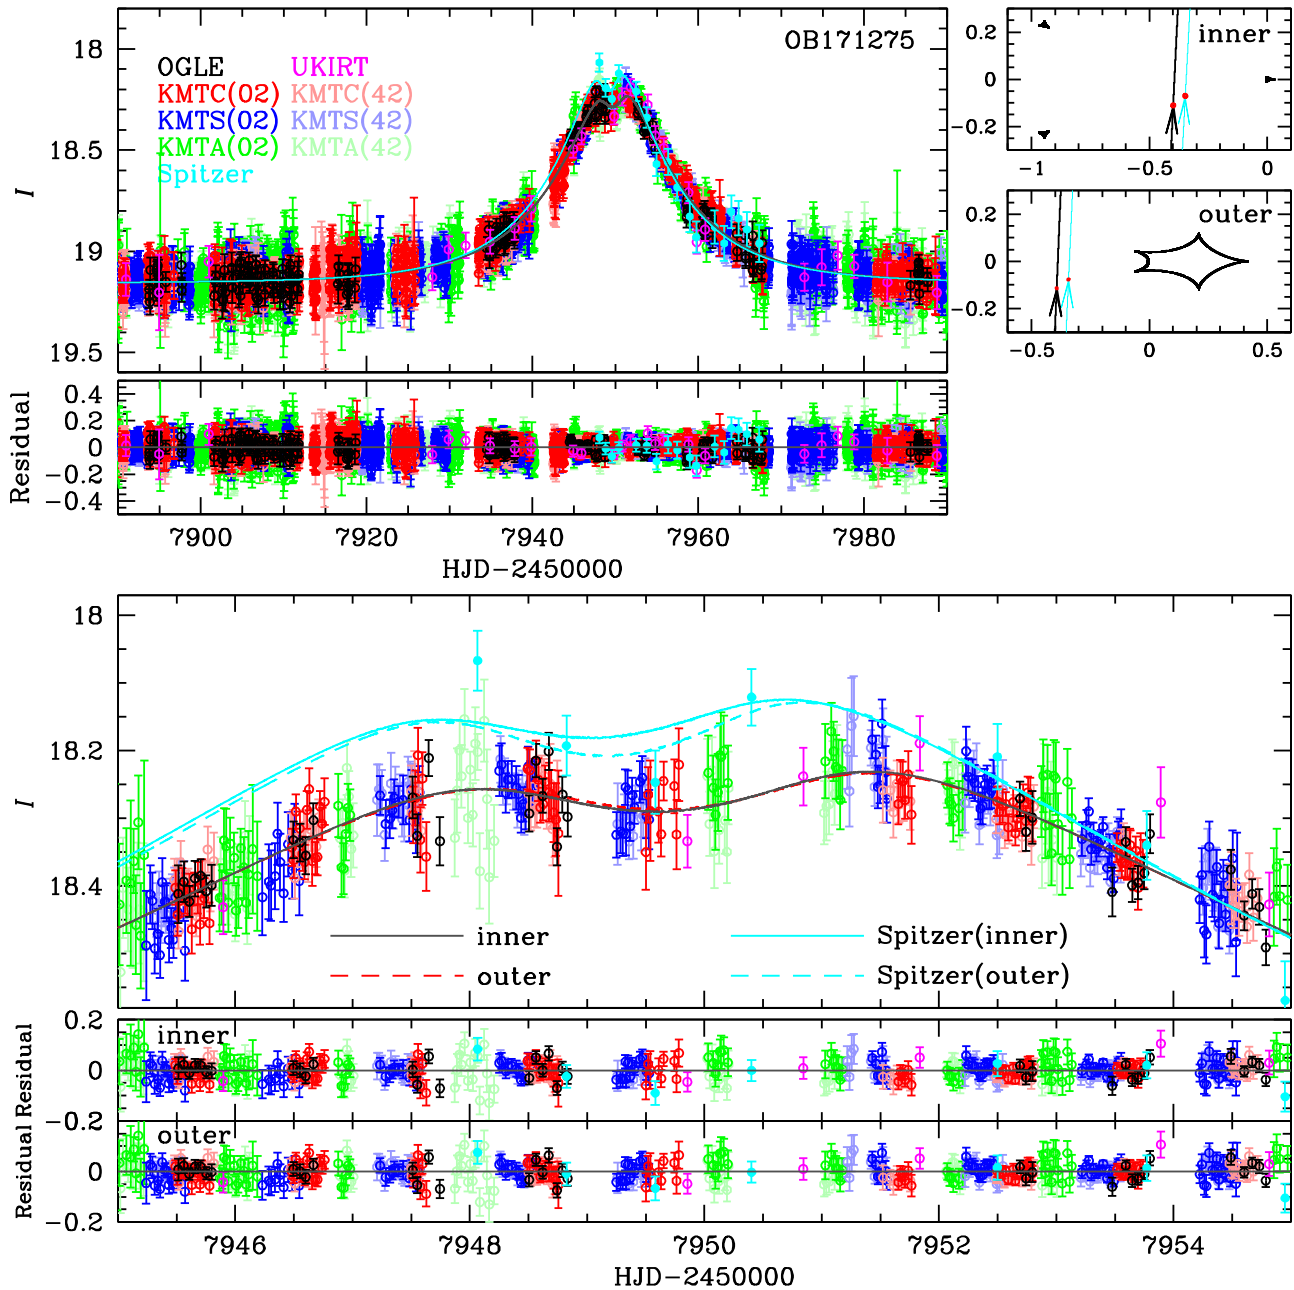 OB171275
OGLE UKIRT
KMTC(02) KMTC(42)
KMTS(02) KMTS(42)
KMTA(02) KMTA(42)
Spitzer
18
18.5
19
19.5
I
0.4
0.2
0
−0.2
−0.4
Residual
7900 7920 7940 7960 7980
HJD−2450000
inner
0.2
0
−0.2
−1 −0.5 0
outer
0.2
0
−0.2
−0.5 0 0.5
18
18.2
18.4
I
inner
outer
Spitzer(inner)
Spitzer(outer)
0.2
0
−0.2
inner
Residual
outer
0
−0.2
Residual
7946 7948 7950 7952 7954
HJD−2450000